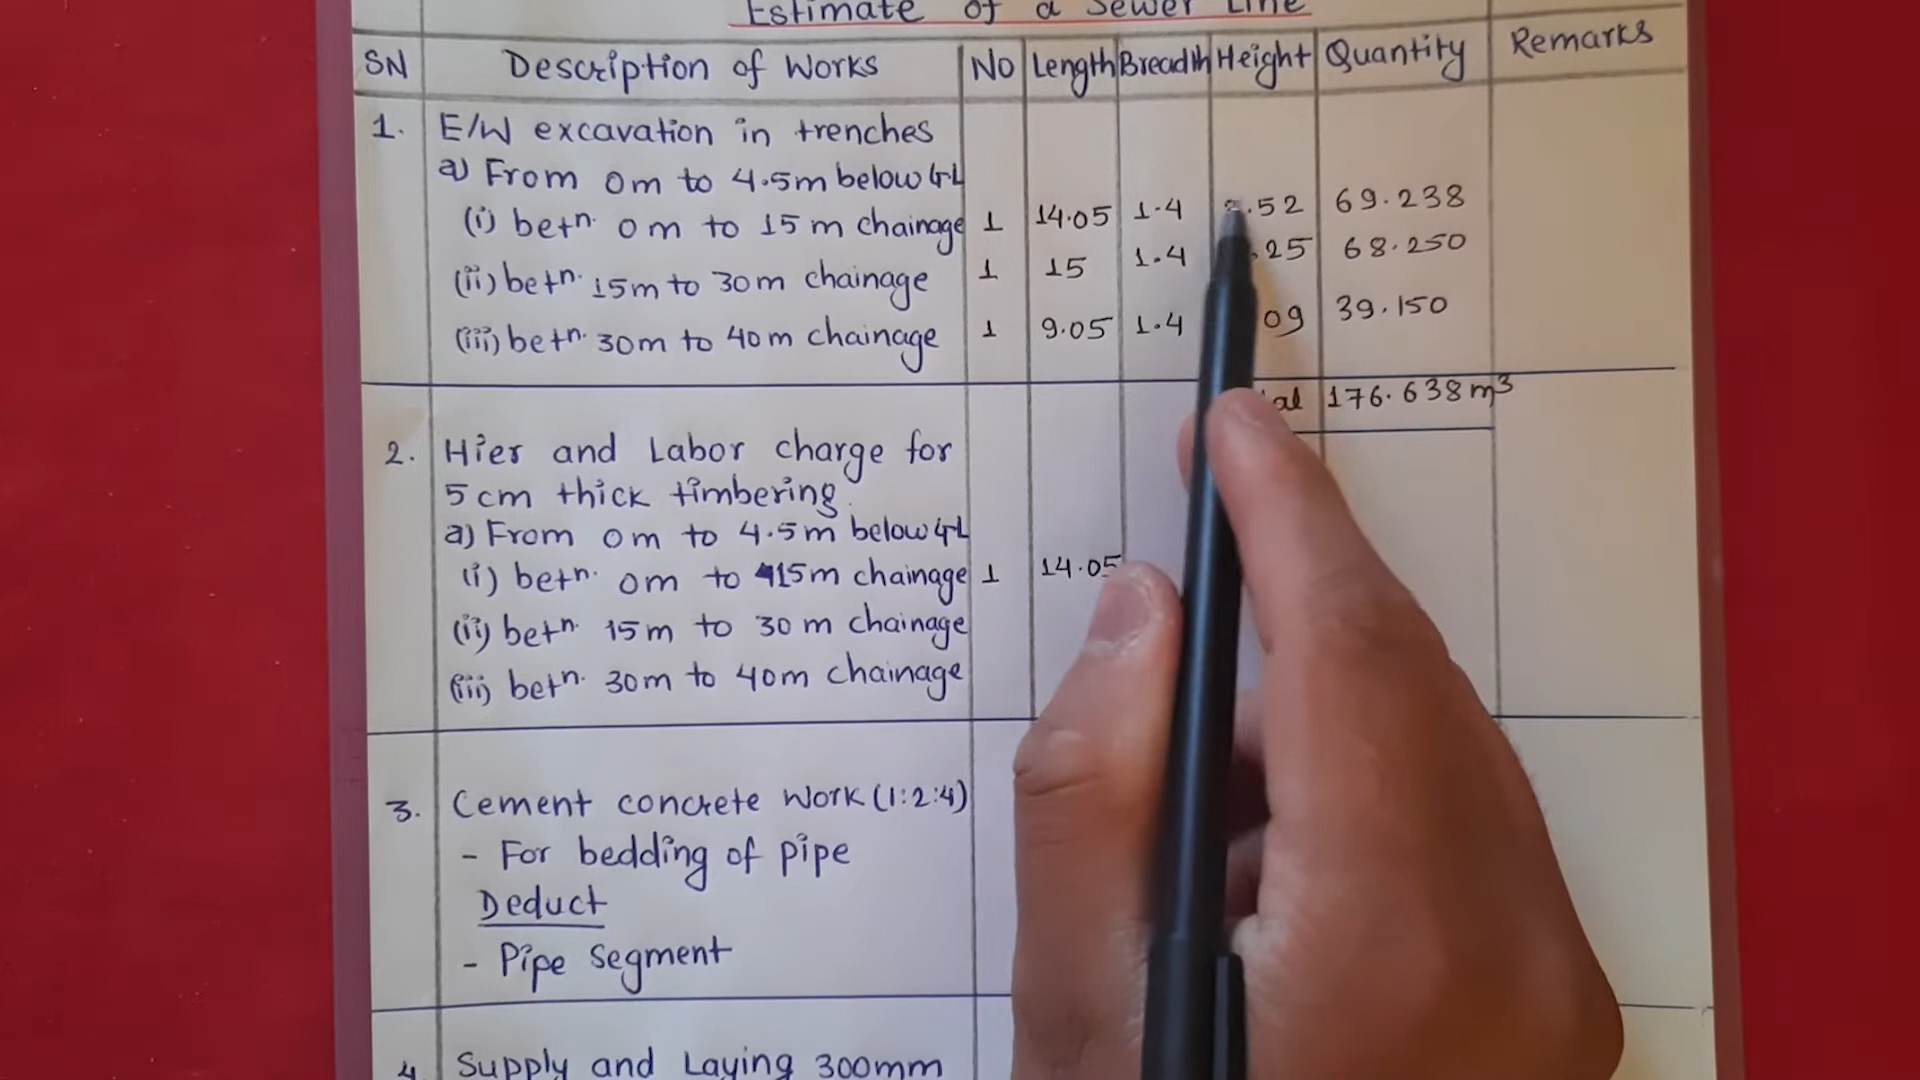 Estimate of a Sewer Line
SN Description of Works No Length Breadth Height Quantity Remarks
1. E/W excavation in trenches
a) From 0m to 4.5m below GL
(i) betn. 0m to 15m chainage 1 14.05 1.4 .52 69.238
(ii) betn. 15m to 30m chainage 1 15 1.4 .25 68.250
(iii) betn. 30m to 40m chainage 1 9.05 1.4 09 39.150
al 176.638m³
2. Hier and Labor charge for
5cm thick timbering.
a) From 0m to 4.5m below GL
(i) betn. 0m to 15m chainage 1 14.05
(ii) betn. 15m to 30m chainage
(iii) betn. 30m to 40m chainage
3. Cement concrete Work (1:2:4)
- For bedding of pipe
Deduct
- Pipe segment
4. Supply and Laying 300mm